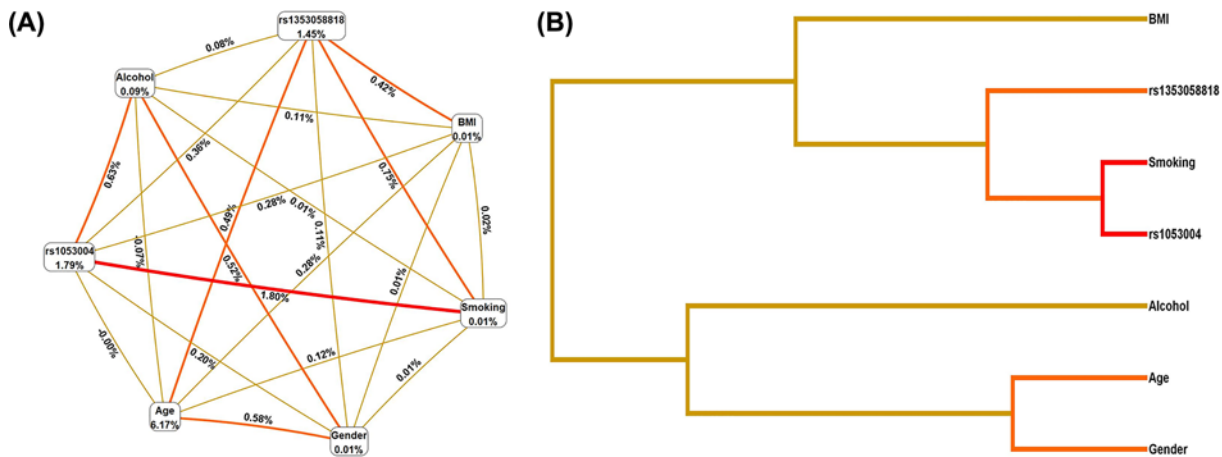 (A)
rs1353058818
1.45%
0.08%
Alcohol
0.09%
0.42%
BMI
0.01%
0.11%
0.36%
0.75%
0.63%
0.49%
0.28%
0.01%
0.11%
0.02%
rs1053004
1.79%
-0.07%
0.52%
0.28%
0.01%
1.80%
Smoking
0.01%
-0.00%
0.20%
0.12%
0.01%
Age
6.17%
0.58%
Gender
0.01%
(B)
BMI
rs1353058818
Smoking
rs1053004
Alcohol
Age
Gender